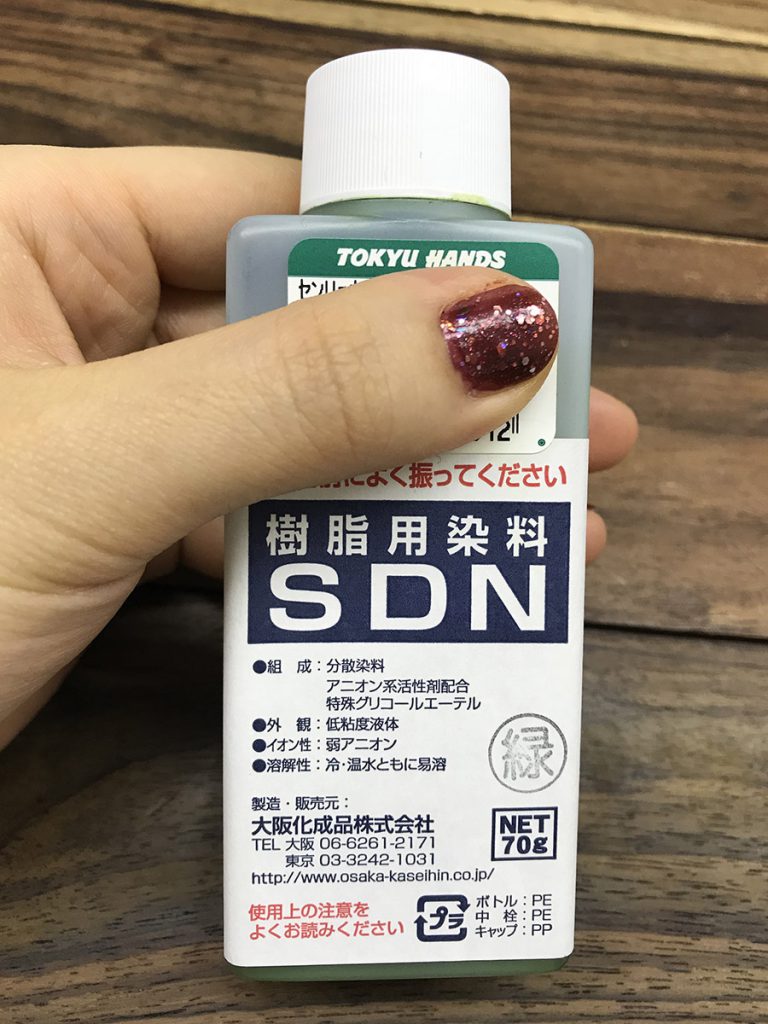 TOKYU HANDS
センリョ
12"
によく振ってください
樹脂用染料
SDN
●組 成：分散染料
アニオン系活性剤配合
特殊グリコールエーテル
●外 観：低粘度液体
●イオン性：弱アニオン
●溶解性：冷・温水ともに易溶
緑
製造・販売元：
大阪化成品株式会社
TEL 大阪 06-6261-2171
東京 03-3242-1031
http://www.osaka-kaseihin.co.jp/
NET
70g
使用上の注意を
よくお読みください
プラ
ボトル：PE
中 栓：PE
キャップ：PP